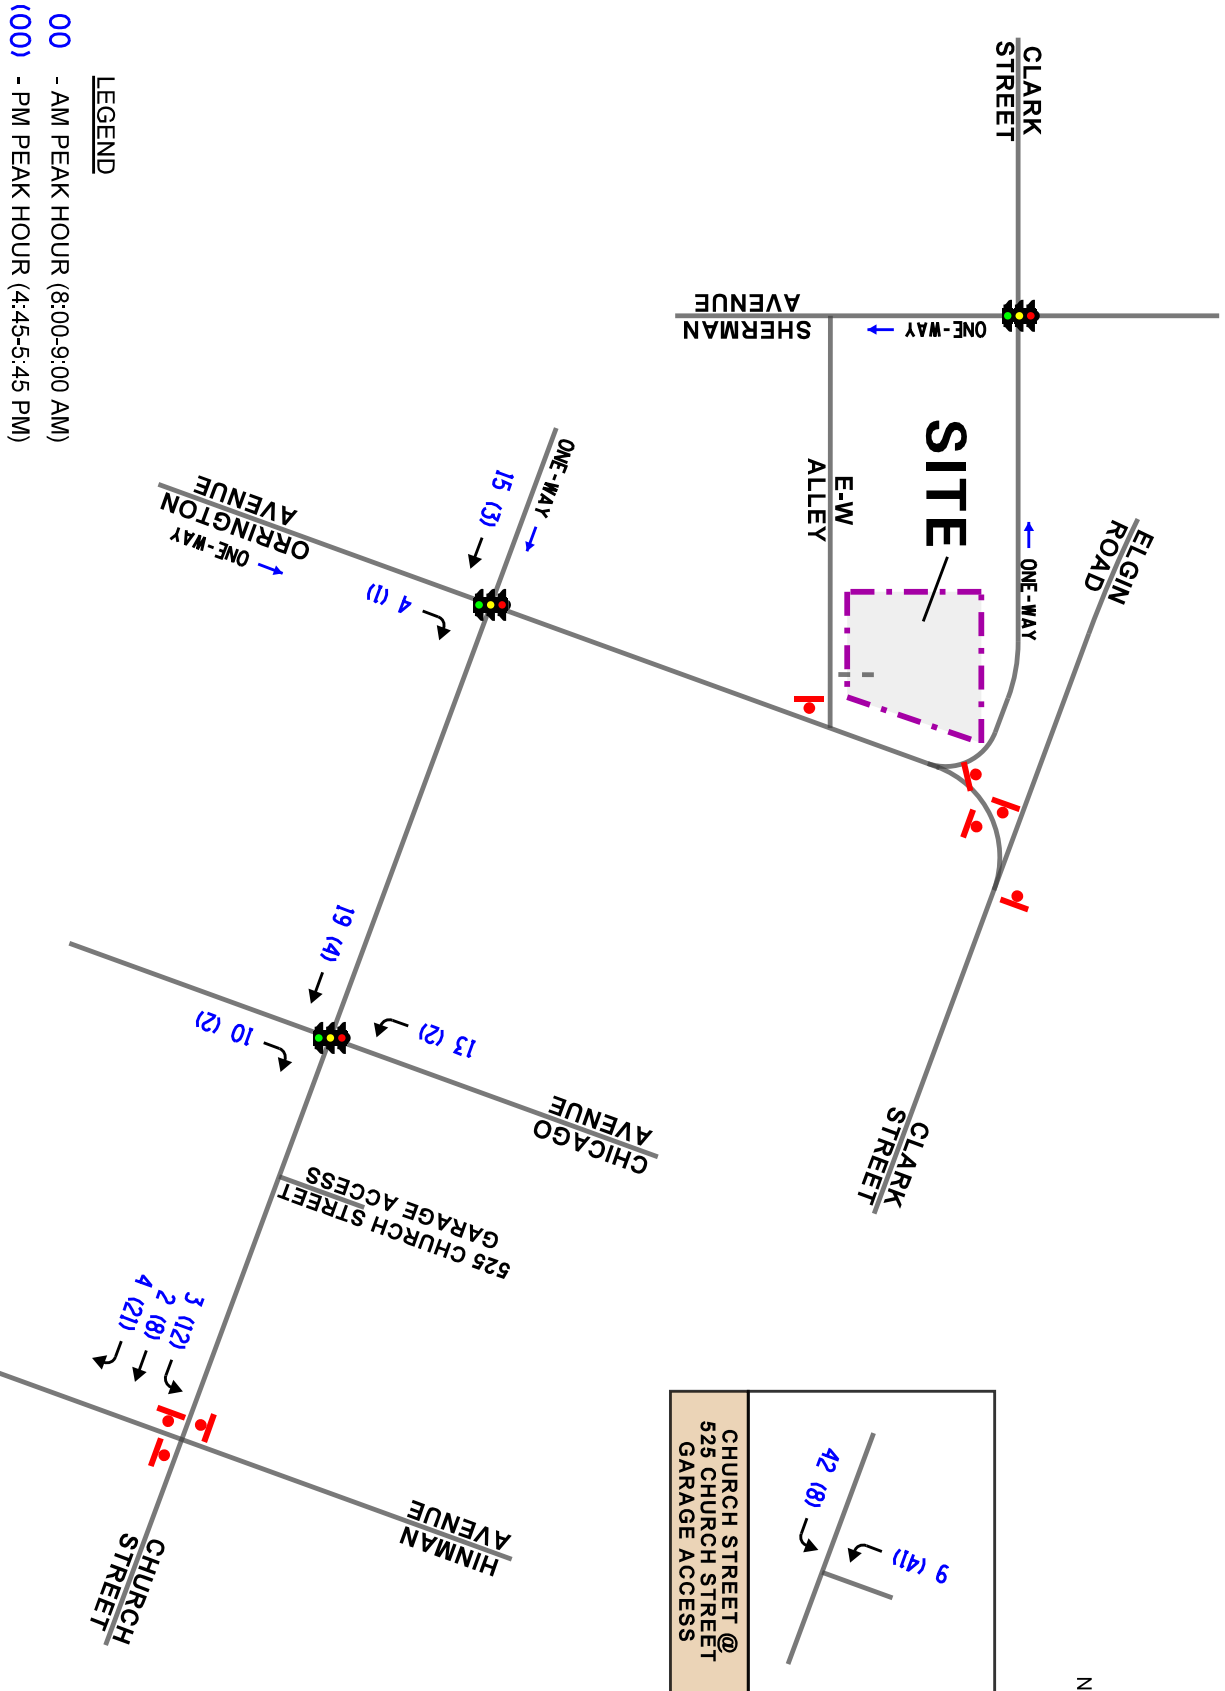 CLARK
STREET
ELGIN
ROAD
ONE-WAY
ONE-WAY
SHERMAN
AVENUE
SITE
E-W
ALLEY
CLARK
STREET
ONE-WAY
15 (3)
ORRINGTON
AVENUE
ONE-WAY
4 (1)
19 (4)
13 (2)
10 (2)
CHICAGO
AVENUE
525 CHURCH STREET
GARAGE ACCESS
3 (12)
2 (8)
4 (21)
HINMAN
AVENUE
CHURCH
STREET
42 (8)
9 (41)
CHURCH STREET @
525 CHURCH STREET
GARAGE ACCESS
N
LEGEND
00 - AM PEAK HOUR (8:00-9:00 AM)
(00) - PM PEAK HOUR (4:45-5:45 PM)